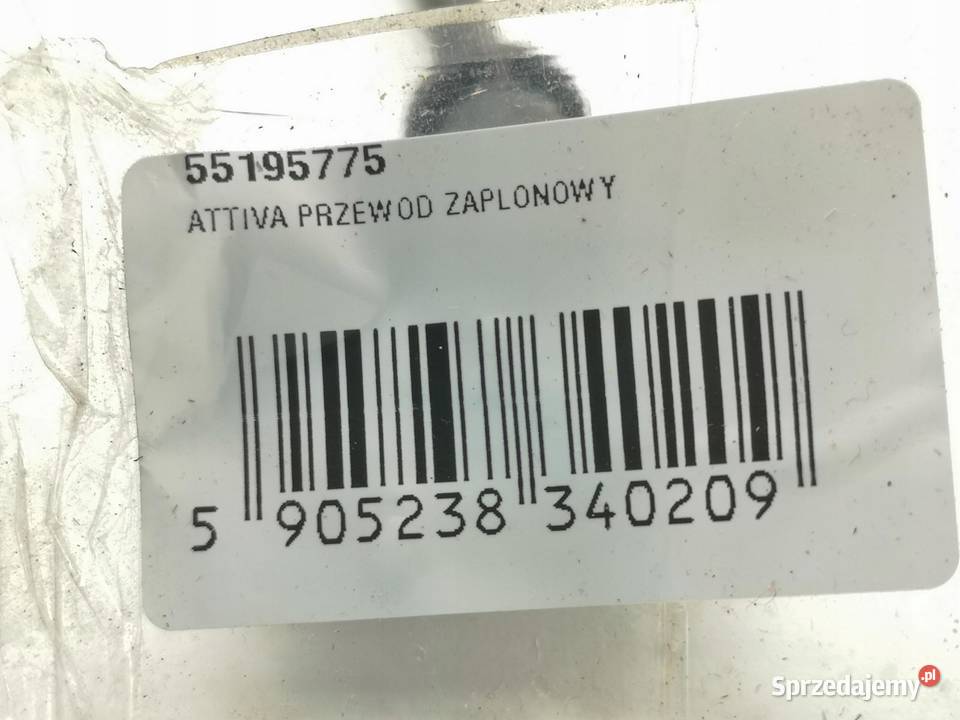 55195775
ATTIVA PRZEWOD ZAPLONOWY
5 905238 340209
Sprzedajemy.pl